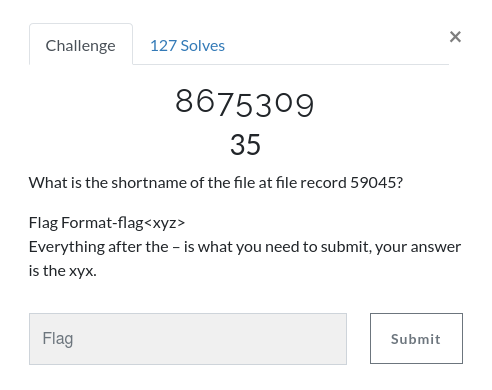 Challenge
127 Solves
×
8675309
35
What is the shortname of the file at file record 59045?
Flag Format-flag<xyz>
Everything after the – is what you need to submit, your answer
is the xyx.
Flag
Submit